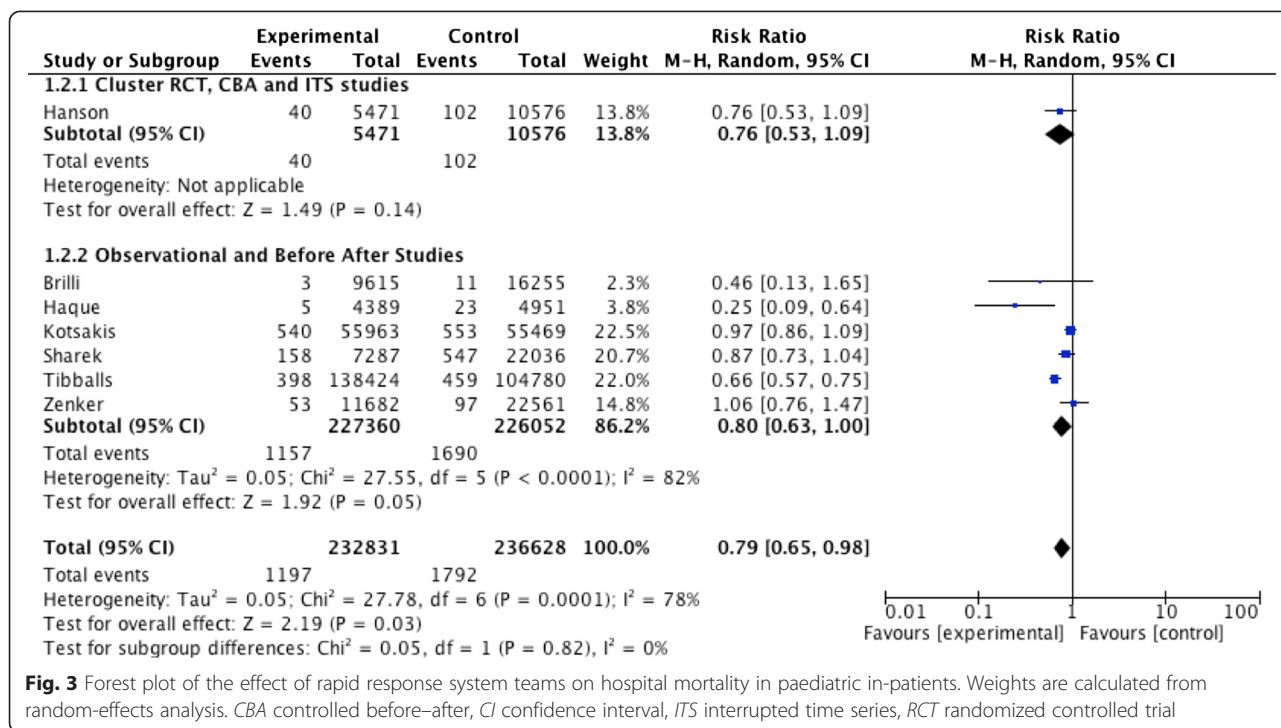 Experimental Control Risk Ratio Risk Ratio
Study or Subgroup Events Total Events Total Weight M-H, Random, 95% CI M-H, Random, 95% CI
1.2.1 Cluster RCT, CBA and ITS studies
Hanson 40 5471 102 10576 13.8% 0.76 [0.53, 1.09]
Subtotal (95% CI) 5471 10576 13.8% 0.76 [0.53, 1.09]
Total events 40 102
Heterogeneity: Not applicable
Test for overall effect: Z = 1.49 (P = 0.14)
1.2.2 Observational and Before After Studies
Brilli 3 9615 11 16255 2.3% 0.46 [0.13, 1.65]
Haque 5 4389 23 4951 3.8% 0.25 [0.09, 0.64]
Kotsakis 540 55963 553 55469 22.5% 0.97 [0.86, 1.09]
Sharek 158 7287 547 22036 20.7% 0.87 [0.73, 1.04]
Tibballs 398 138424 459 104780 22.0% 0.66 [0.57, 0.75]
Zenker 53 11682 97 22561 14.8% 1.06 [0.76, 1.47]
Subtotal (95% CI) 227360 226052 86.2% 0.80 [0.63, 1.00]
Total events 1157 1690
Heterogeneity: Tau² = 0.05; Chi² = 27.55, df = 5 (P < 0.0001); I² = 82%
Test for overall effect: Z = 1.92 (P = 0.05)
Total (95% CI) 232831 236628 100.0% 0.79 [0.65, 0.98]
Total events 1197 1792
Heterogeneity: Tau² = 0.05; Chi² = 27.78, df = 6 (P = 0.0001); I² = 78%
Test for overall effect: Z = 2.19 (P = 0.03)
Test for subgroup differences: Chi² = 0.05, df = 1 (P = 0.82), I² = 0%
0.01 0.1 1 10 100
Favours [experimental] Favours [control]
Fig. 3 Forest plot of the effect of rapid response system teams on hospital mortality in paediatric in-patients. Weights are calculated from
random-effects analysis. CBA controlled before–after, CI confidence interval, ITS interrupted time series, RCT randomized controlled trial